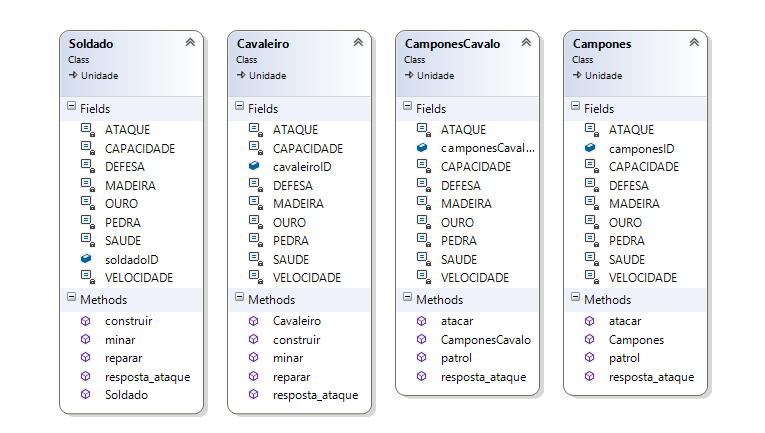 Soldado
Class
Unidade
Fields
ATAQUE
CAPACIDADE
DEFESA
MADEIRA
OURO
PEDRA
SAUDE
soldadoID
VELOCIDADE
Methods
construir
minar
reparar
resposta_ataque
Soldado
Cavaleiro
Class
Unidade
Fields
ATAQUE
CAPACIDADE
cavaleiroID
DEFESA
MADEIRA
OURO
PEDRA
SAUDE
VELOCIDADE
Methods
Cavaleiro
construir
minar
reparar
resposta_ataque
CamponesCavalo
Class
Unidade
Fields
ATAQUE
camponesCaval...
CAPACIDADE
DEFESA
MADEIRA
OURO
PEDRA
SAUDE
VELOCIDADE
Methods
atacar
CamponesCavalo
patrol
resposta_ataque
Campones
Class
Unidade
Fields
ATAQUE
camponesID
CAPACIDADE
DEFESA
MADEIRA
OURO
PEDRA
SAUDE
VELOCIDADE
Methods
atacar
Campones
patrol
resposta_ataque